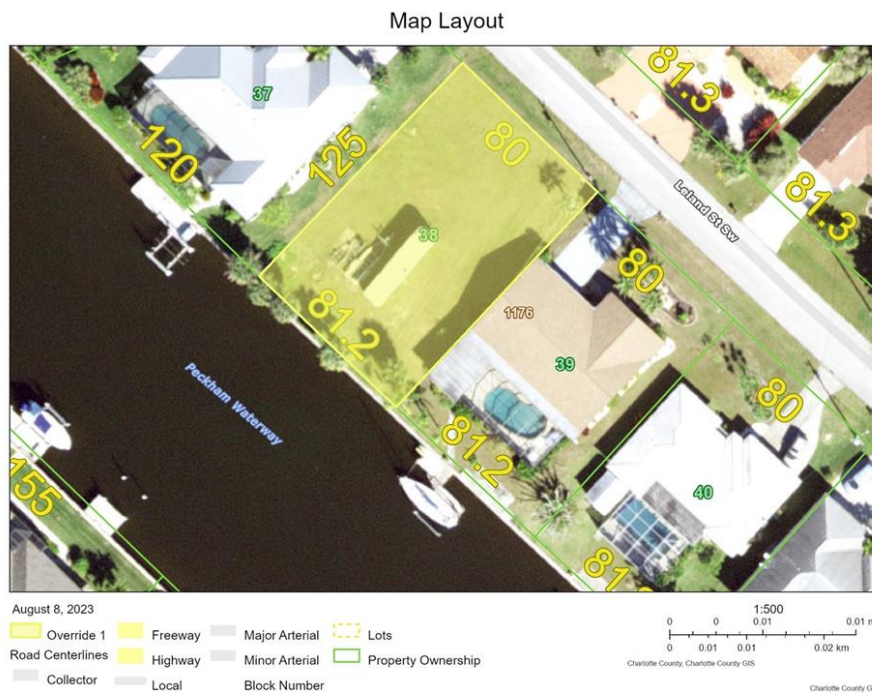 Map Layout
37
81.3
120
125
80
81.3
Leland St Sw
38
80
81.2
1176
39
Peckham Waterway
80
81.2
155
40
August 8, 2023
1:500
Override 1
Freeway
Major Arterial
Lots
0 0 0.01 0.01
Road Centerlines
Highway
Minor Arterial
Property Ownership
0 0.01 0.01 0.02 km
Collector
Local
Block Number
Charlotte County, Charlotte County GIS
Charlotte County